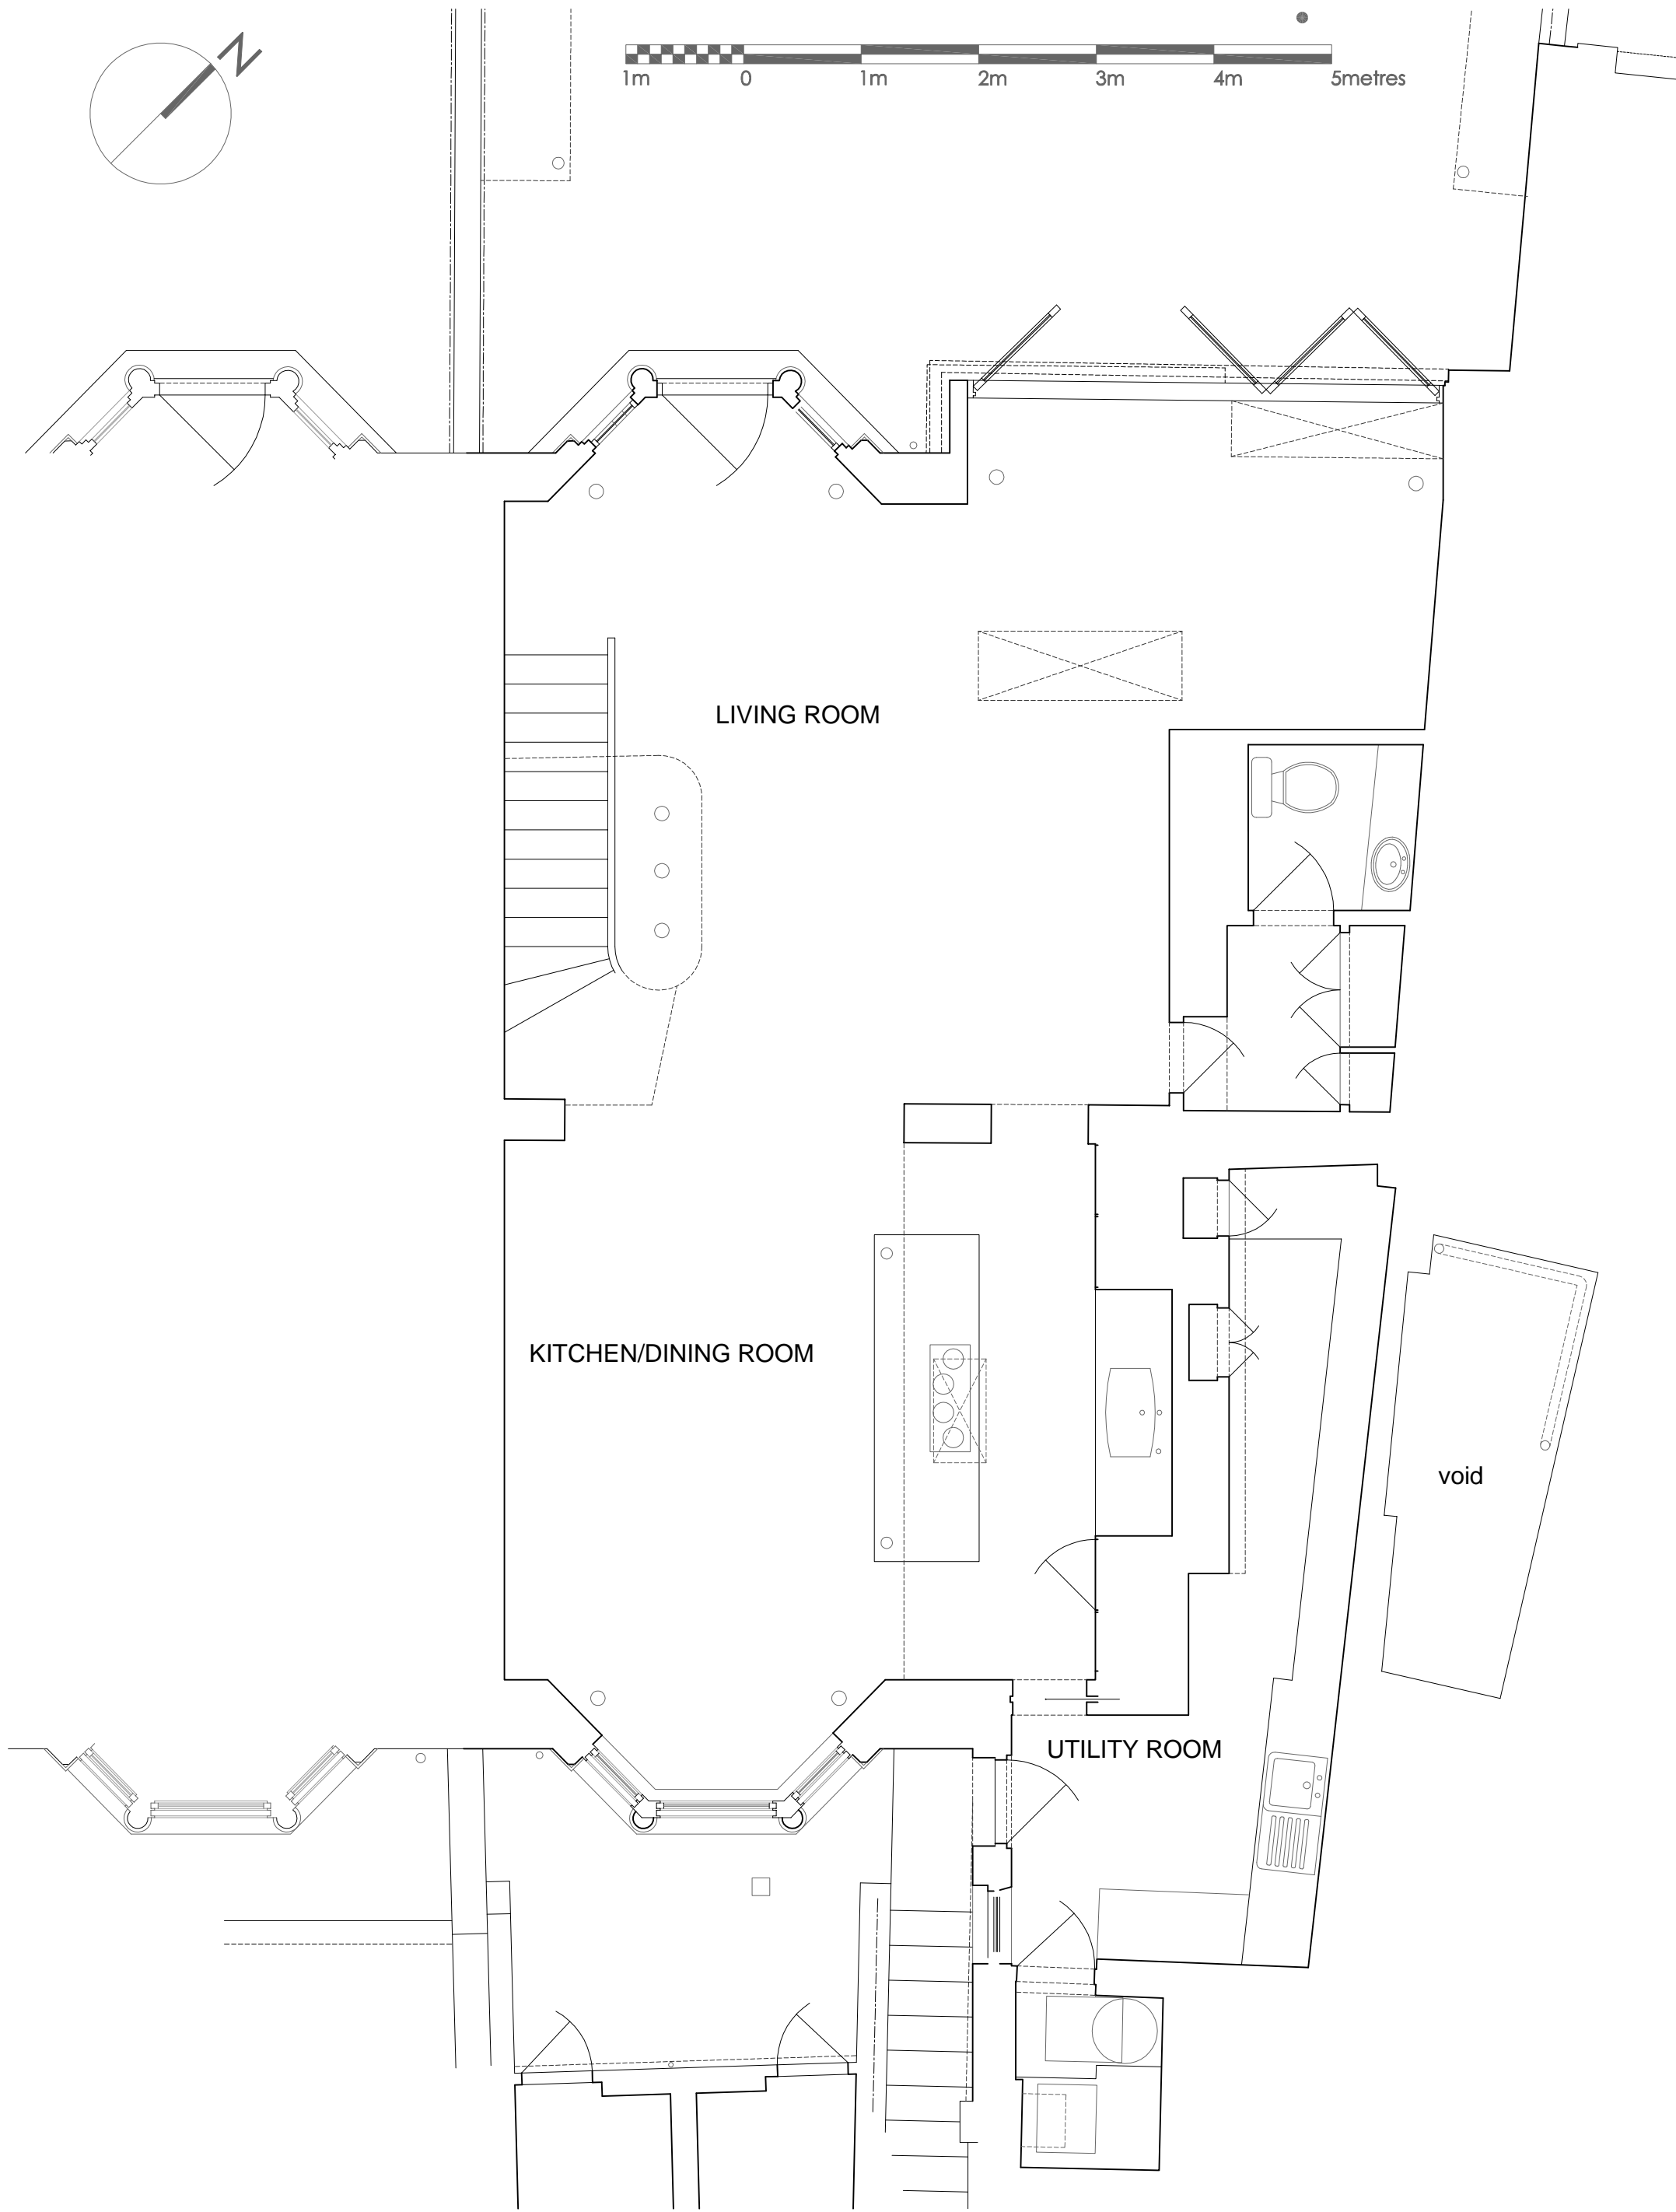 N
1m 0 1m 2m 3m 4m 5metres
LIVING ROOM
KITCHEN/DINING ROOM
void
UTILITY ROOM